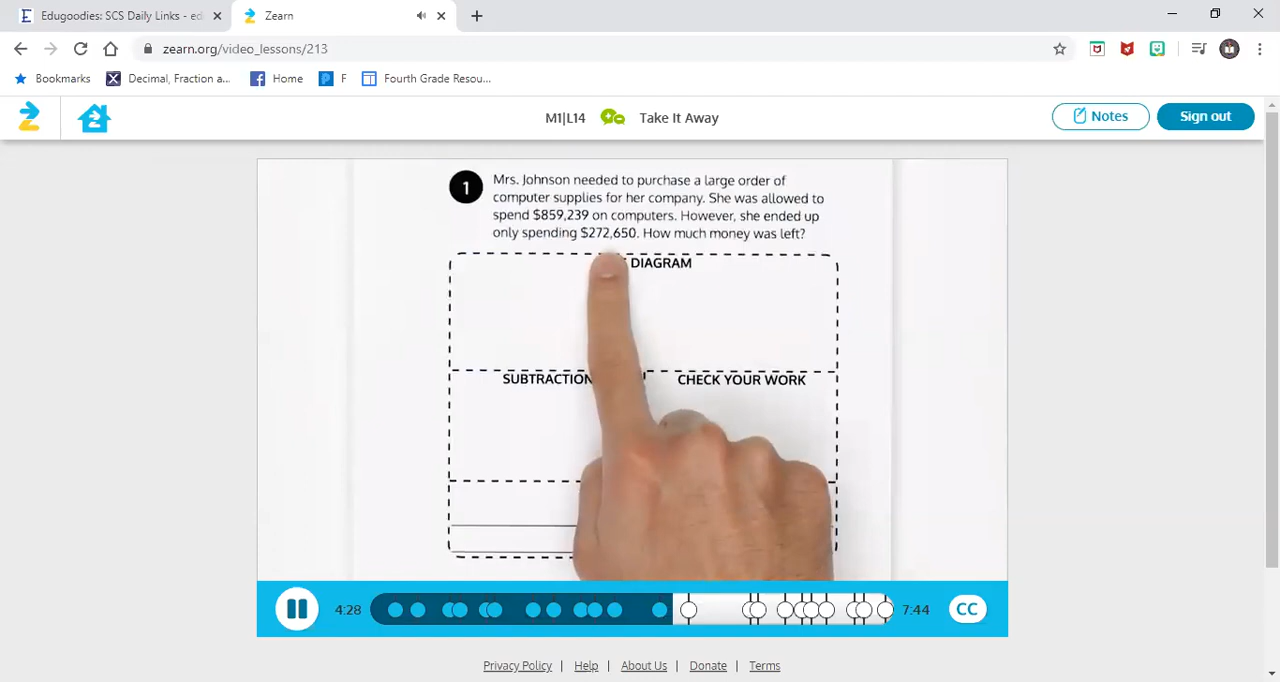 Edugoodies: SCS Daily Links - ed
Zearn
zearn.org/video_lessons/213
Bookmarks
Decimal, Fraction a...
Home
F
Fourth Grade Resou...
M1|L14
Take It Away
Notes
Sign out
1
Mrs. Johnson needed to purchase a large order of
computer supplies for her company. She was allowed to
spend $859,239 on computers. However, she ended up
only spending $272,650. How much money was left?
DIAGRAM
SUBTRACTION
CHECK YOUR WORK
4:28
7:44
CC
Privacy Policy | Help | About Us | Donate | Terms